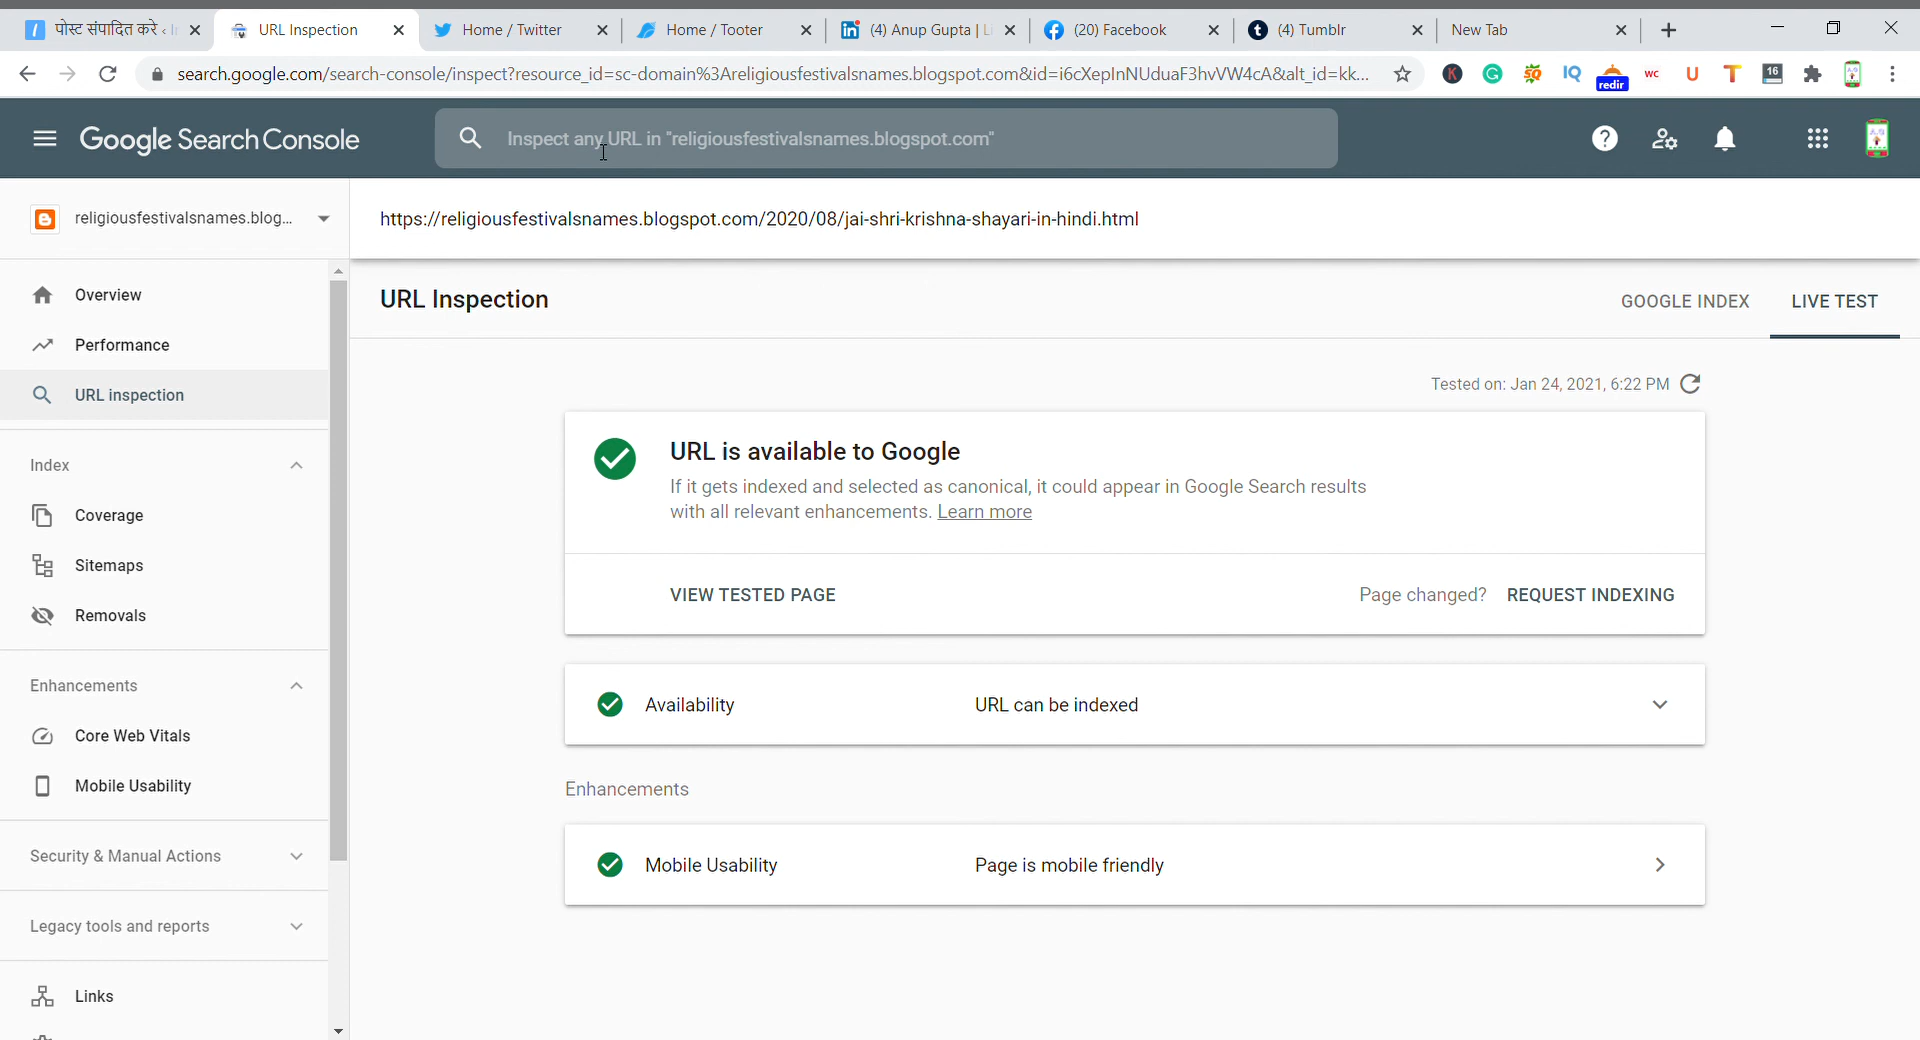 पोस्ट संपादित करे ‹ I
URL Inspection
Home / Twitter
Home / Tooter
(4) Anup Gupta | Li
(20) Facebook
(4) Tumblr
New Tab
search.google.com/search-console/inspect?resource_id=sc-domain%3Areligiousfestivalsnames.blogspot.com&id=i6cXepInNUduaF3hvVW4cA&alt_id=kk...
K
G
SQ
IQ
redir
WC
U
T
16
Google Search Console
Inspect any URL in "religiousfestivalsnames.blogspot.com"
religiousfestivalsnames.blog...
https://religiousfestivalsnames.blogspot.com/2020/08/jai-shri-krishna-shayari-in-hindi.html
Overview
Performance
URL inspection
Index
Coverage
Sitemaps
Removals
Enhancements
Core Web Vitals
Mobile Usability
Security & Manual Actions
Legacy tools and reports
Links
URL Inspection
GOOGLE INDEX
LIVE TEST
Tested on: Jan 24, 2021, 6:22 PM
URL is available to Google
If it gets indexed and selected as canonical, it could appear in Google Search results
with all relevant enhancements. Learn more
VIEW TESTED PAGE
Page changed?
REQUEST INDEXING
Availability
URL can be indexed
Enhancements
Mobile Usability
Page is mobile friendly